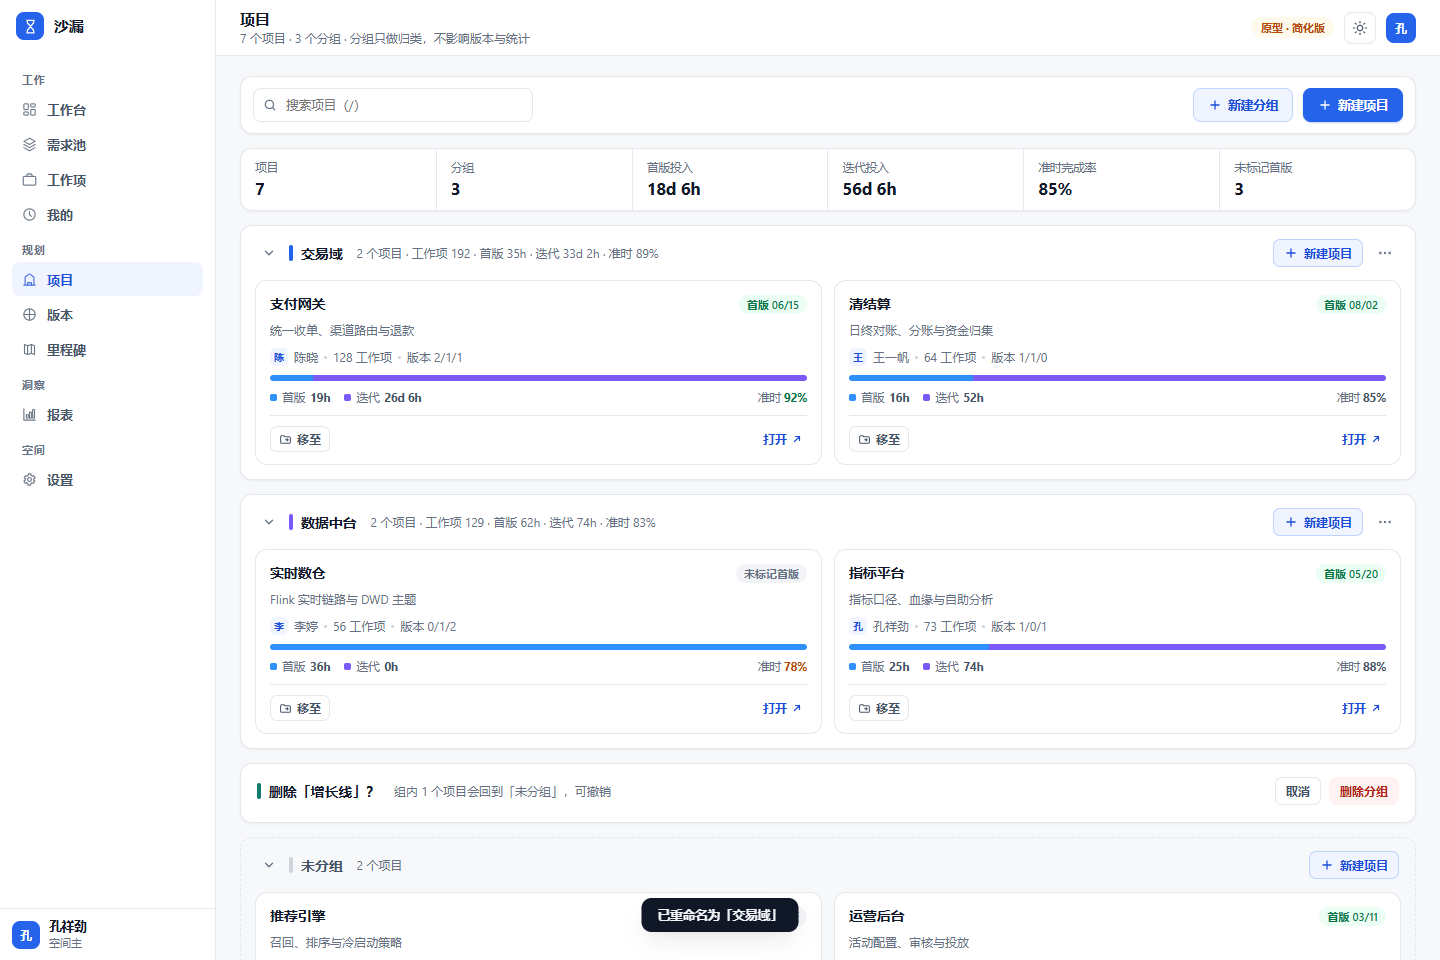 沙漏
工作
工作台
需求池
工作项
我的
规划
项目
版本
里程碑
洞察
报表
空间
设置
孔
孔祥劲
空间主
项目
7 个项目 · 3 个分组 · 分组只做归类，不影响版本与统计
原型 · 简化版
孔
搜索项目（/）
新建分组
新建项目
项目
7
分组
3
首版投入
18d 6h
迭代投入
56d 6h
准时完成率
85%
未标记首版
3
交易域 2 个项目 · 工作项 192 · 首版 35h · 迭代 33d 2h · 准时 89%
新建项目
支付网关 首版 06/15
统一收单、渠道路由与退款
陈 陈晓 · 128 工作项 · 版本 2/1/1
首版 19h 迭代 26d 6h 准时 92%
移至 打开
清结算 首版 08/02
日终对账、分账与资金归集
王 王一帆 · 64 工作项 · 版本 1/1/0
首版 16h 迭代 52h 准时 85%
移至 打开
数据中台 2 个项目 · 工作项 129 · 首版 62h · 迭代 74h · 准时 83%
新建项目
实时数仓 未标记首版
Flink 实时链路与 DWD 主题
李 李婷 · 56 工作项 · 版本 0/1/2
首版 36h 迭代 0h 准时 78%
移至 打开
指标平台 首版 05/20
指标口径、血缘与自助分析
孔 孔祥劲 · 73 工作项 · 版本 1/0/1
首版 25h 迭代 74h 准时 88%
移至 打开
删除「增长线」？ 组内 1 个项目会回到「未分组」，可撤销
取消 删除分组
未分组 2 个项目
新建项目
推荐引擎
召回、排序与冷启动策略
运营后台 首版 03/11
活动配置、审核与投放
已重命名为「交易域」